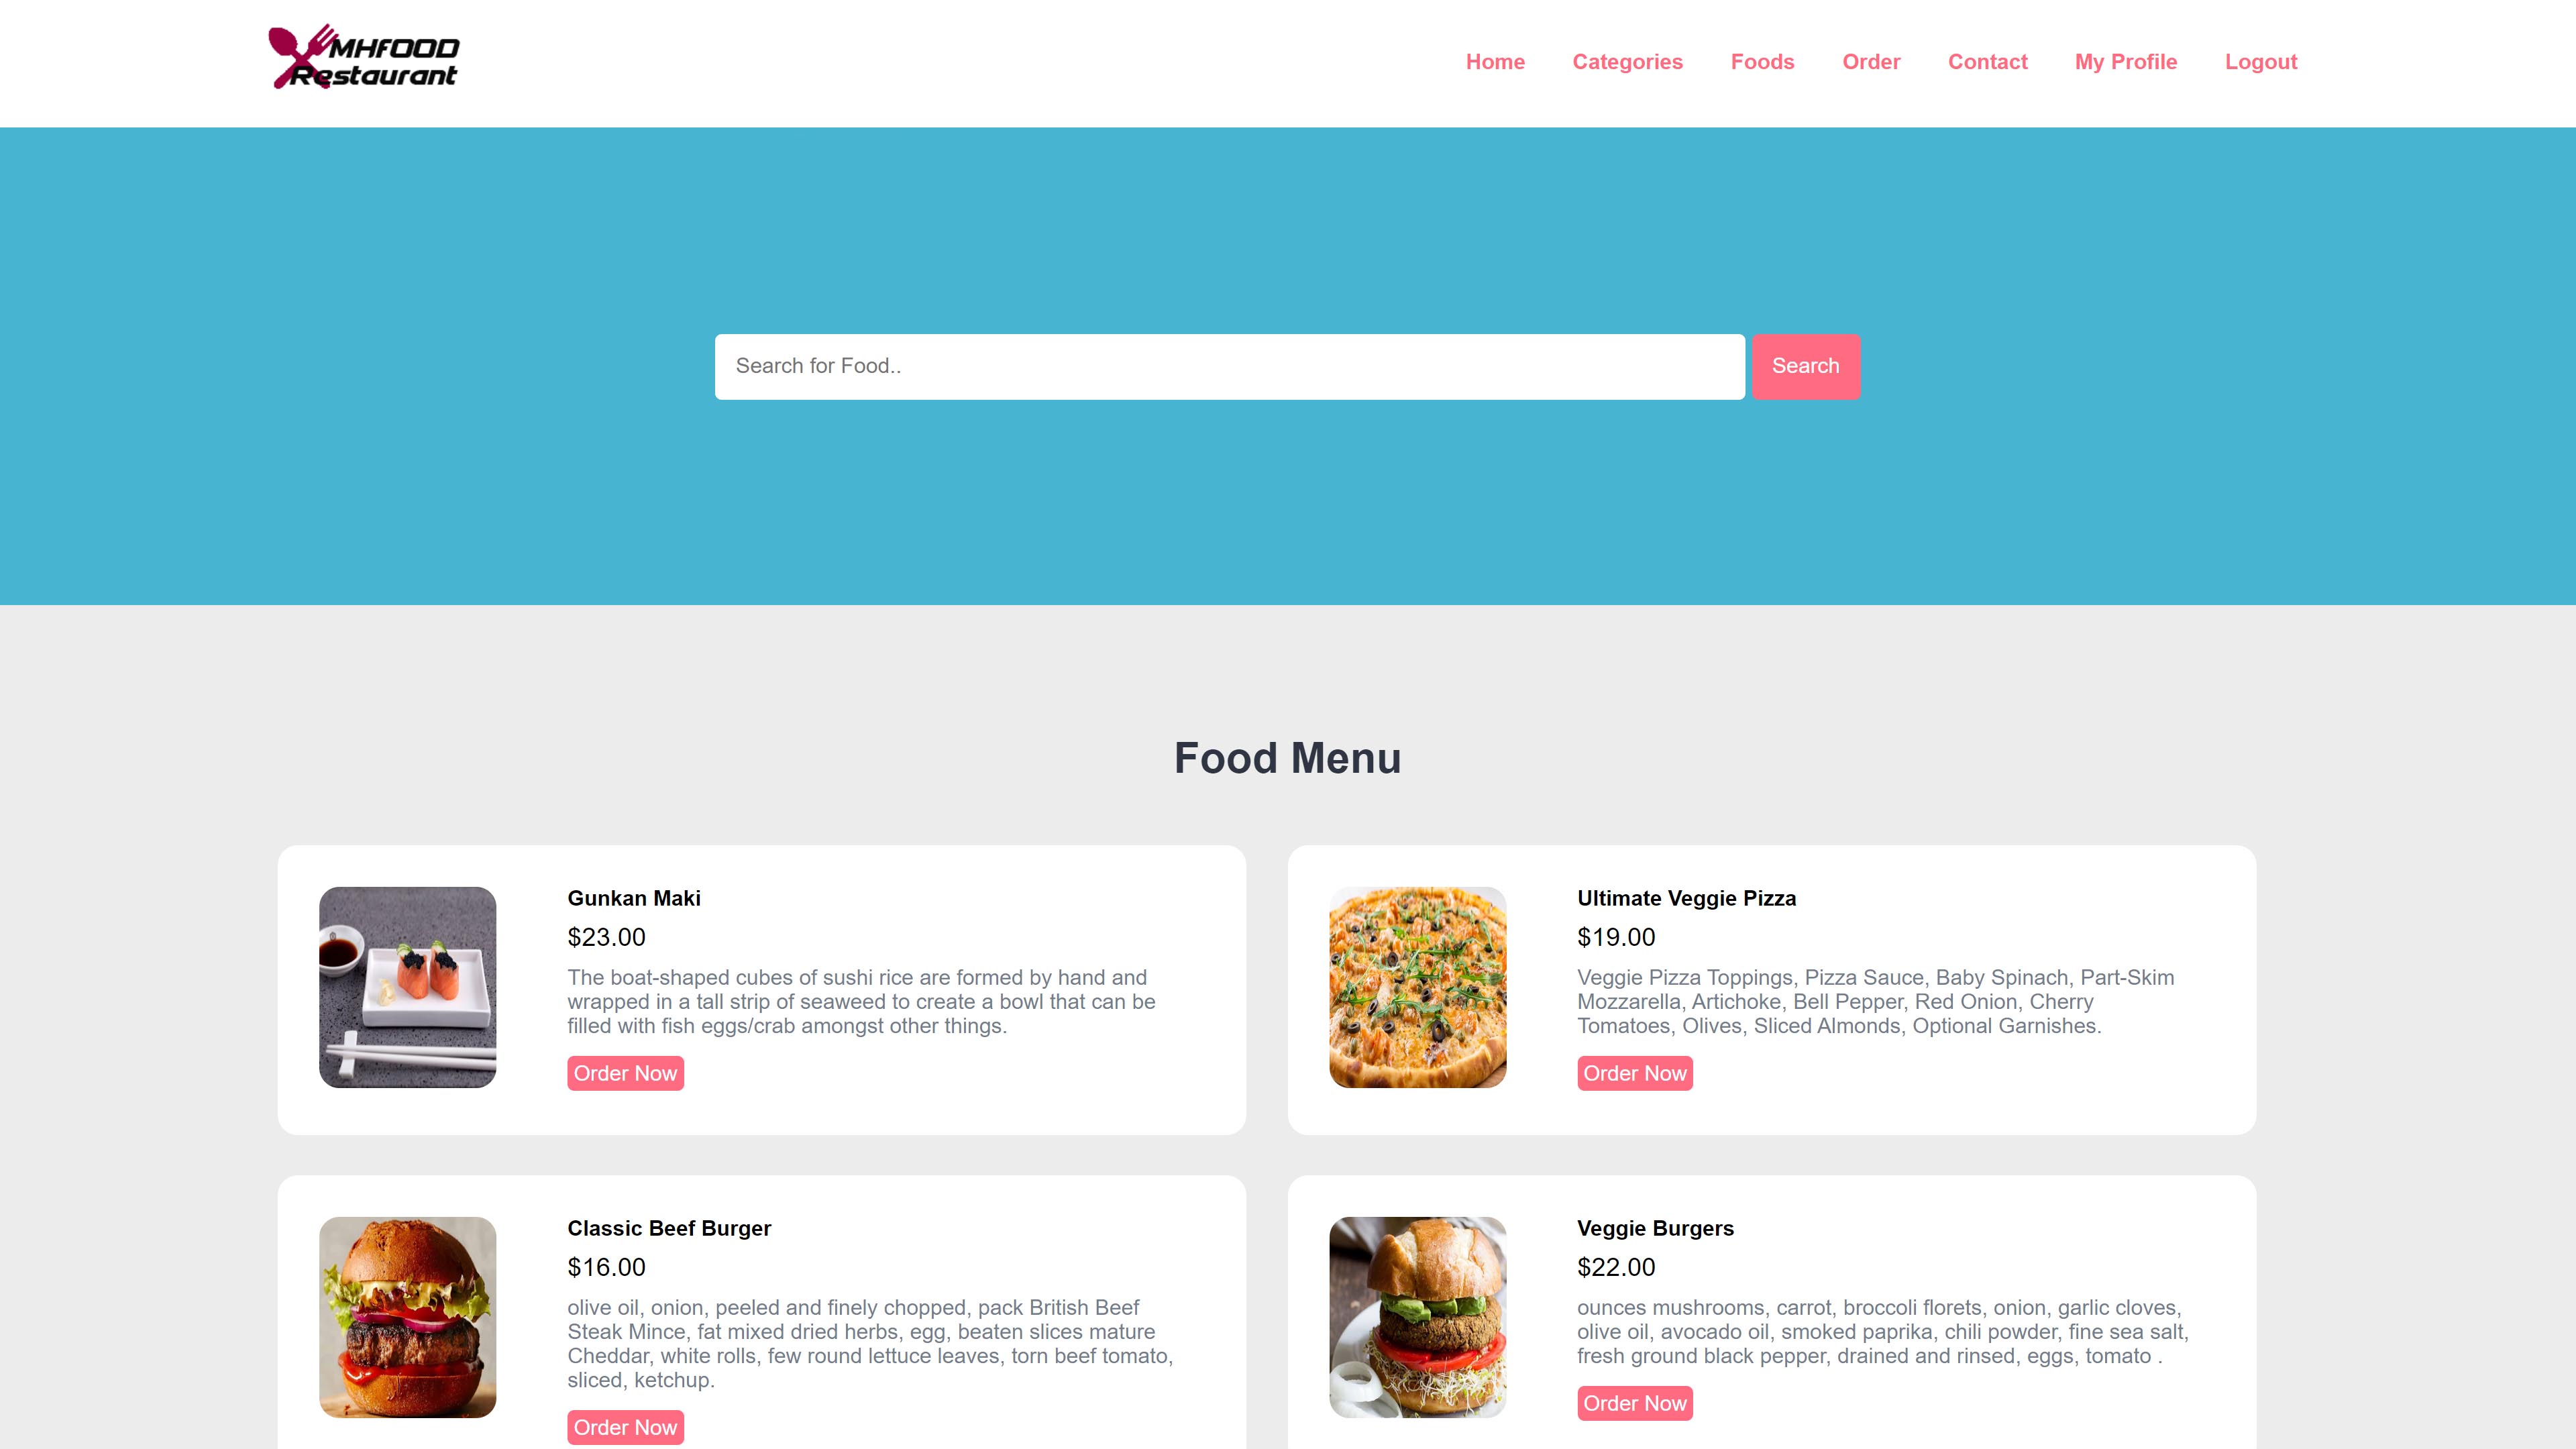 MHFOOD
Restaurant
Home Categories Foods Order Contact My Profile Logout
Search for Food..
Search
Food Menu
Gunkan Maki
$23.00
The boat-shaped cubes of sushi rice are formed by hand and
wrapped in a tall strip of seaweed to create a bowl that can be
filled with fish eggs/crab amongst other things.
Order Now
Ultimate Veggie Pizza
$19.00
Veggie Pizza Toppings, Pizza Sauce, Baby Spinach, Part-Skim
Mozzarella, Artichoke, Bell Pepper, Red Onion, Cherry
Tomatoes, Olives, Sliced Almonds, Optional Garnishes.
Order Now
Classic Beef Burger
$16.00
olive oil, onion, peeled and finely chopped, pack British Beef
Steak Mince, fat mixed dried herbs, egg, beaten slices mature
Cheddar, white rolls, few round lettuce leaves, torn beef tomato,
sliced, ketchup.
Order Now
Veggie Burgers
$22.00
ounces mushrooms, carrot, broccoli florets, onion, garlic cloves,
olive oil, avocado oil, smoked paprika, chili powder, fine sea salt,
fresh ground black pepper, drained and rinsed, eggs, tomato .
Order Now